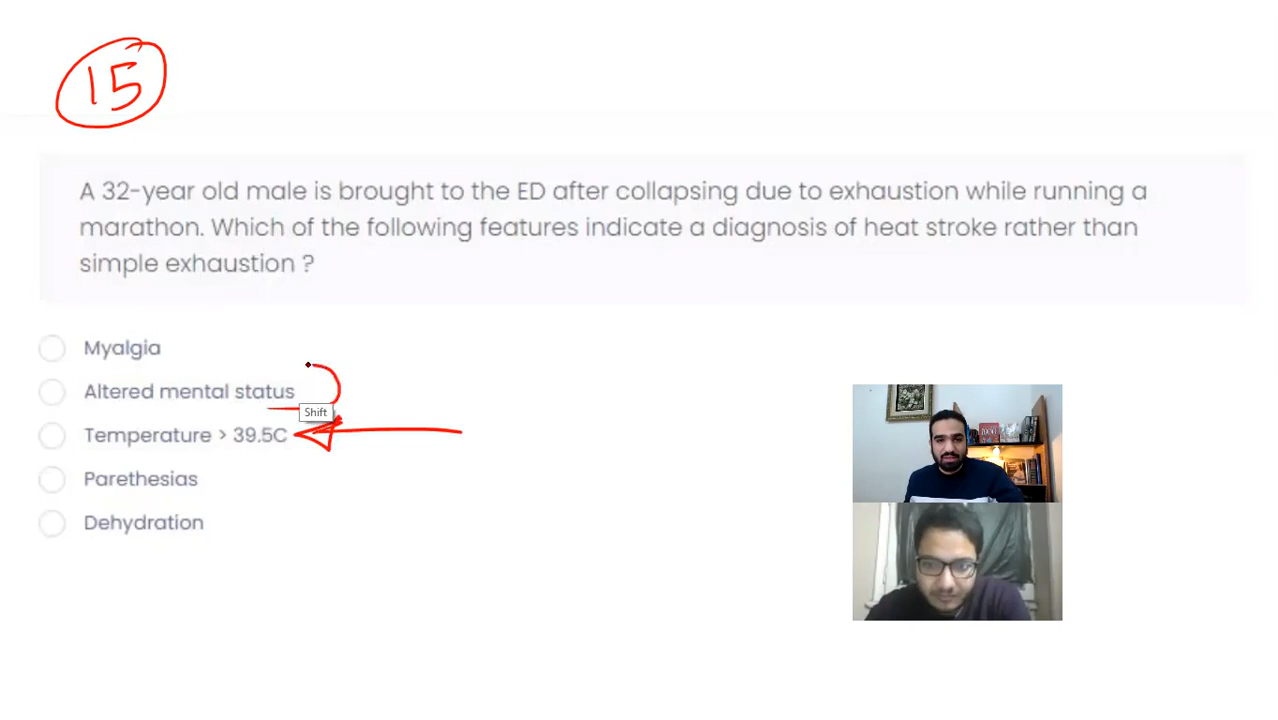 15
A 32-year old male is brought to the ED after collapsing due to exhaustion while running a
marathon. Which of the following features indicate a diagnosis of heat stroke rather than
simple exhaustion ?
Myalgia
Altered mental status
Shift
Temperature > 39.5C
Parethesias
Dehydration